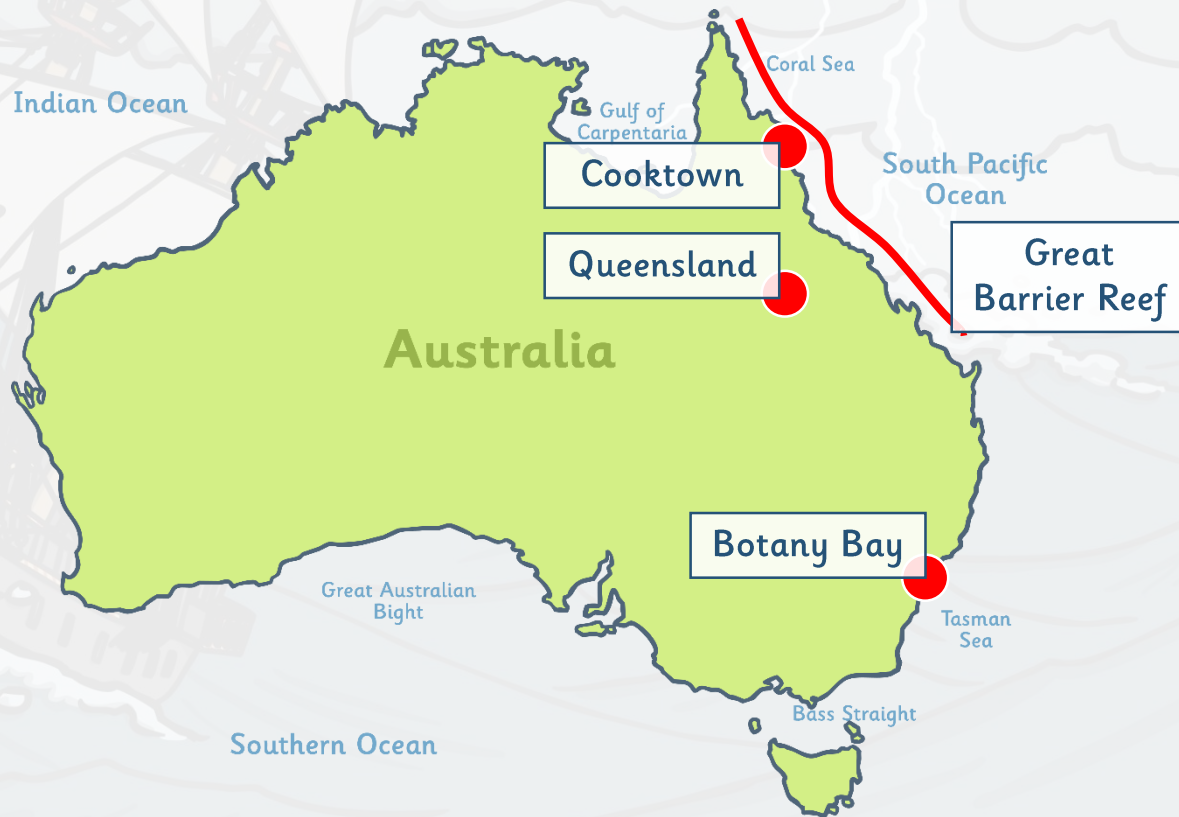 Coral Sea
Indian Ocean
Gulf of
Carpentaria
Cooktown
South Pacific
Ocean
Queensland
Great
Barrier Reef
Australia
Botany Bay
Great Australian
Bight
Tasman
Sea
Bass Straight
Southern Ocean